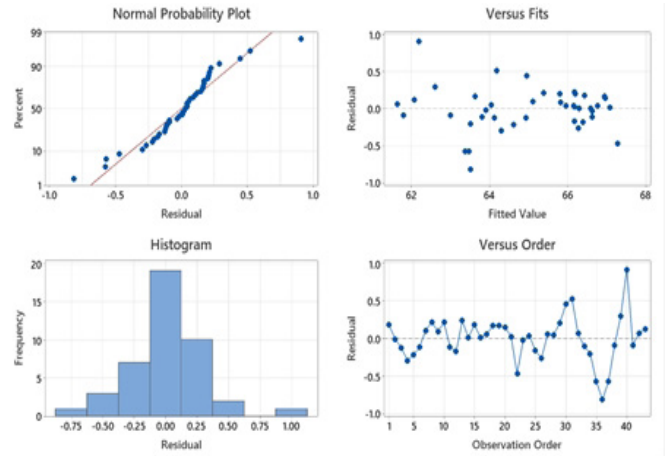 Normal Probability Plot
99
90
50
10
1
Percent
-1.0 -0.5 0.0 0.5 1.0
Residual
Versus Fits
1.0
0.5
0.0
-0.5
-1.0
Residual
62 64 66 68
Fitted Value
Histogram
20
15
10
5
0
Frequency
-0.75 -0.50 -0.25 0.00 0.25 0.50 0.75 1.00
Residual
Versus Order
1.0
0.5
0.0
-0.5
-1.0
Residual
1 5 10 15 20 25 30 35 40
Observation Order